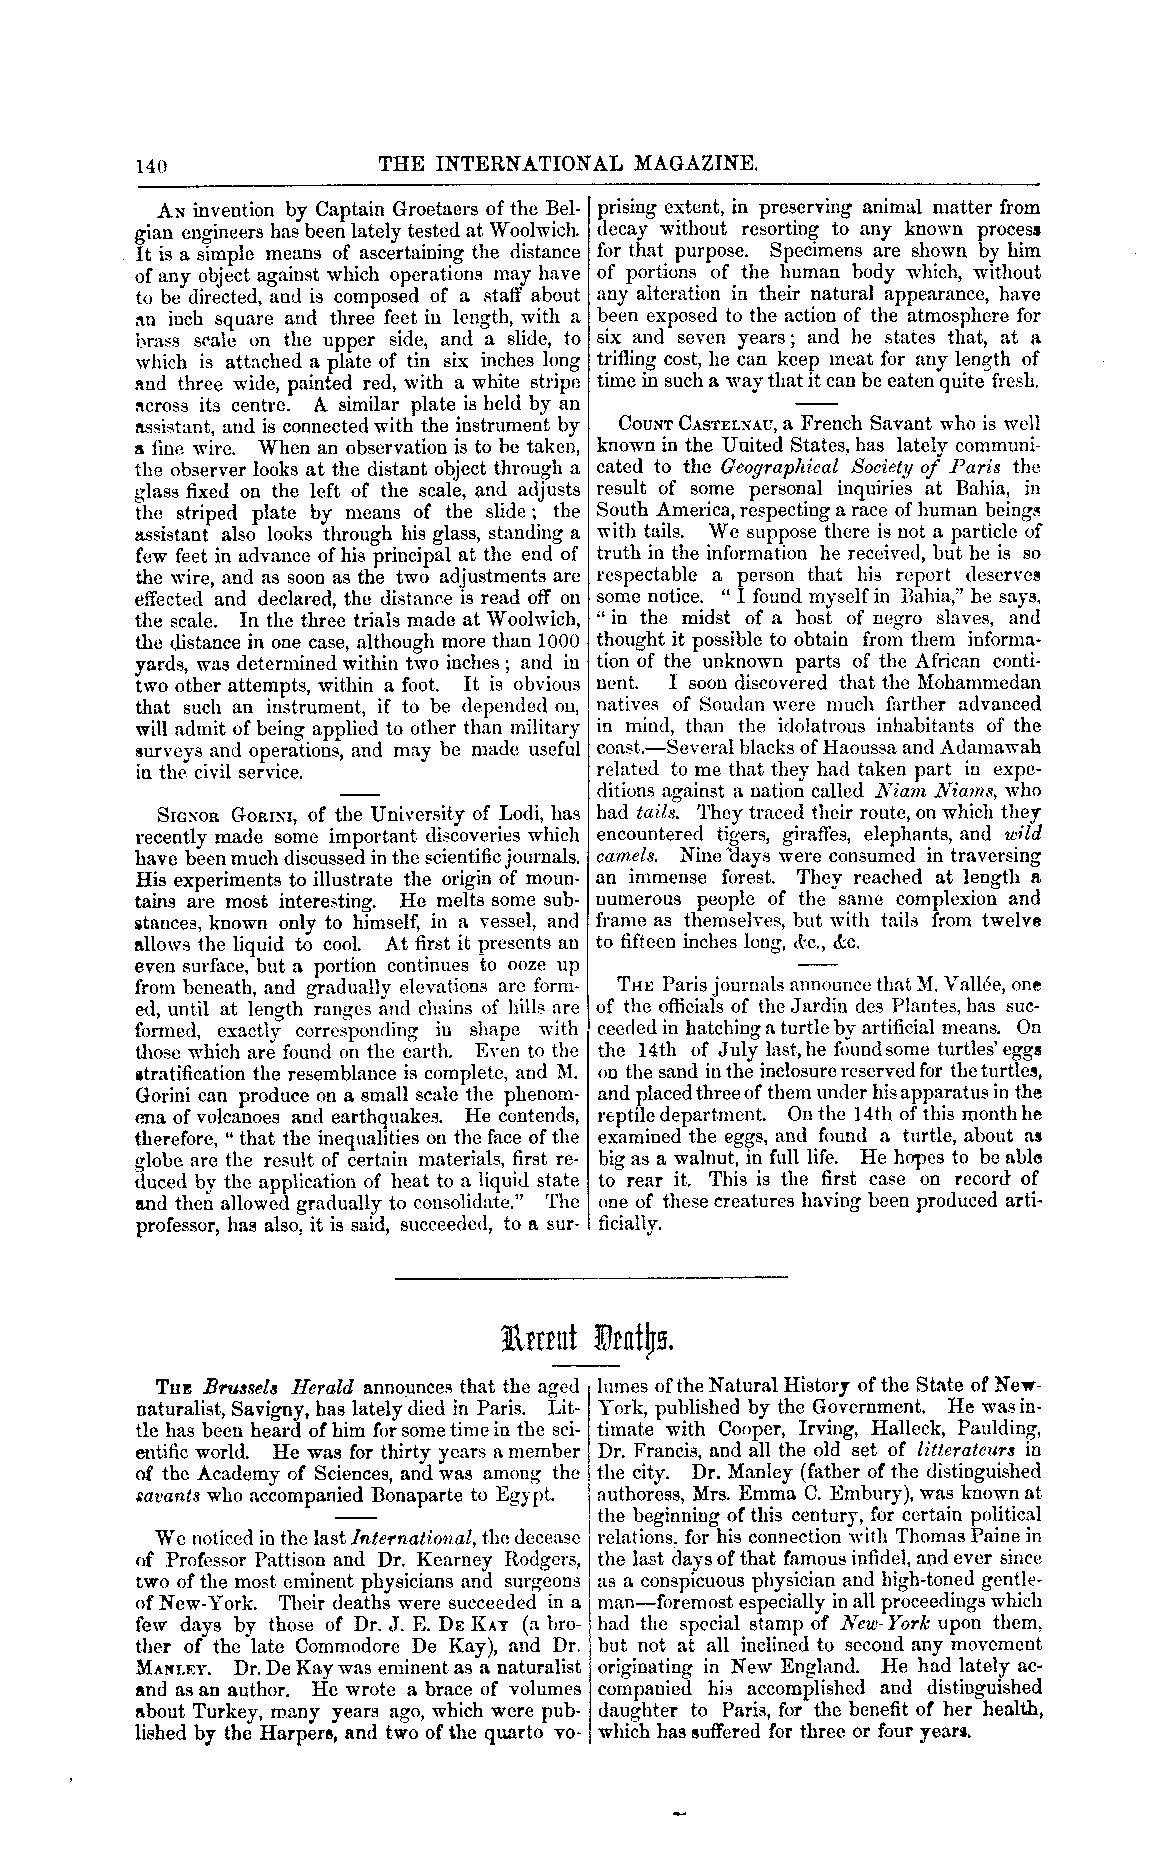 140 THE INTERNATIONAL MAGAZINE.
AN invention by Captain Groetaers of the Bel-
gian engineers has been lately tested at Woolwich.
It is a simple means of ascertaining the distance
of any object against which operations may have
to be directed, and is composed of a staff about
an inch square and three feet in length, with a
brass scale on the upper side, and a slide, to
which is attached a plate of tin six inches long
and three wide, painted red, with a white stripe
across its centre. A similar plate is held by an
assistant, and is connected with the instrument by
a fine wire. When an observation is to be taken,
the observer looks at the distant object through a
glass fixed on the left of the scale, and adjusts
the striped plate by means of the slide; the
assistant also looks through his glass, standing a
few feet in advance of his principal at the end of
the wire, and as soon as the two adjustments are
effected and declared, the distance is read off on
the scale. In the three trials made at Woolwich,
the distance in one case, although more than 1000
yards, was determined within two inches; and in
two other attempts, within a foot. It is obvious
that such an instrument, if to be depended on,
will admit of being applied to other than military
surveys and operations, and may be made useful
in the civil service.
SIGNOR GORINI, of the University of Lodi, has
recently made some important discoveries which
have been much discussed in the scientific journals.
His experiments to illustrate the origin of moun-
tains are most interesting. He melts some sub-
stances, known only to himself, in a vessel, and
allows the liquid to cool. At first it presents an
even surface, but a portion continues to ooze up
from beneath, and gradually elevations are form-
ed, until at length ranges and chains of hills are
formed, exactly corresponding in shape with
those which are found on the earth. Even to the
stratification the resemblance is complete, and M.
Gorini can produce on a small scale the phenom-
ena of volcanoes and earthquakes. He contends,
therefore, "that the inequalities on the face of the
globe are the result of certain materials, first re-
duced by the application of heat to a liquid state
and then allowed gradually to consolidate." The
professor, has also, it is said, succeeded, to a sur-
prising extent, in preserving animal matter from
decay without resorting to any known process
for that purpose. Specimens are shown by him
of portions of the human body which, without
any alteration in their natural appearance, have
been exposed to the action of the atmosphere for
six and seven years; and he states that, at a
trifling cost, he can keep meat for any length of
time in such a way that it can be eaten quite fresh.
COUNT CASTELNAU, a French Savant who is well
known in the United States, has lately communi-
cated to the Geographical Society of Paris the
result of some personal inquiries at Bahia, in
South America, respecting a race of human beings
with tails. We suppose there is not a particle of
truth in the information he received, but he is so
respectable a person that his report deserves
some notice. "I found myself in Bahia," he says,
"in the midst of a host of negro slaves, and
thought it possible to obtain from them informa-
tion of the unknown parts of the African conti-
nent. I soon discovered that the Mohammedan
natives of Soudan were much farther advanced
in mind, than the idolatrous inhabitants of the
coast.—Several blacks of Haoussa and Adamawah
related to me that they had taken part in expe-
ditions against a nation called Niam Niams, who
had tails. They traced their route, on which they
encountered tigers, giraffes, elephants, and wild
camels. Nine days were consumed in traversing
an immense forest. They reached at length a
numerous people of the same complexion and
frame as themselves, but with tails from twelve
to fifteen inches long, &c., &c.
THE Paris journals announce that M. Vallée, one
of the officials of the Jardin des Plantes, has suc-
ceeded in hatching a turtle by artificial means. On
the 14th of July last, he found some turtles' eggs
on the sand in the inclosure reserved for the turtles,
and placed three of them under his apparatus in the
reptile department. On the 14th of this month he
examined the eggs, and found a turtle, about as
big as a walnut, in full life. He hopes to be able
to rear it. This is the first case on record of
one of these creatures having been produced arti-
ficially.
Recent Deaths.
THE Brussels Herald announces that the aged
naturalist, Savigny, has lately died in Paris. Lit-
tle has been heard of him for some time in the sci-
entific world. He was for thirty years a member
of the Academy of Sciences, and was among the
savants who accompanied Bonaparte to Egypt.
We noticed in the last International, the decease
of Professor Pattison and Dr. Kearney Rodgers,
two of the most eminent physicians and surgeons
of New-York. Their deaths were succeeded in a
few days by those of Dr. J. E. DE KAY (a bro-
ther of the late Commodore De Kay), and Dr.
MANLEY. Dr. De Kay was eminent as a naturalist
and as an author. He wrote a brace of volumes
about Turkey, many years ago, which were pub-
lished by the Harpers, and two of the quarto vo-
lumes of the Natural History of the State of New-
York, published by the Government. He was in-
timate with Cooper, Irving, Halleck, Paulding,
Dr. Francis, and all the old set of litterateurs in
the city. Dr. Manley (father of the distinguished
authoress, Mrs. Emma C. Embury), was known at
the beginning of this century, for certain political
relations, for his connection with Thomas Paine in
the last days of that famous infidel, and ever since
as a conspicuous physician and high-toned gentle-
man—foremost especially in all proceedings which
had the special stamp of New-York upon them,
but not at all inclined to second any movement
originating in New England. He had lately ac-
companied his accomplished and distinguished
daughter to Paris, for the benefit of her health,
which has suffered for three or four years.